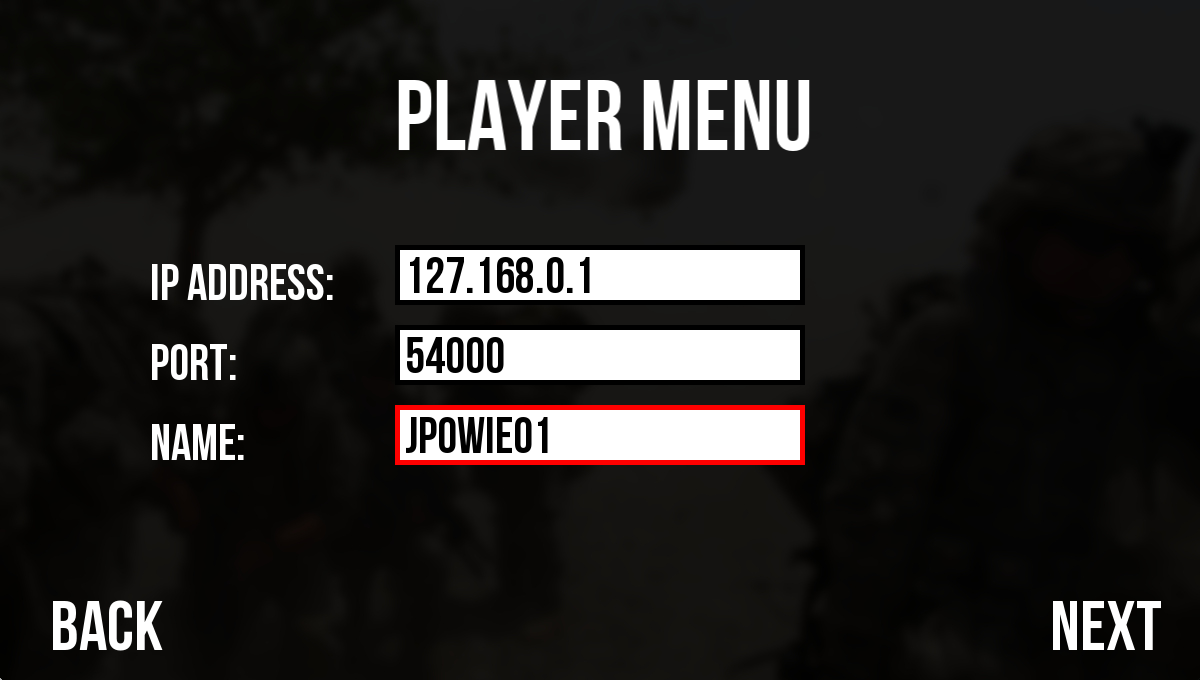 PLAYER MENU
IP ADDRESS: 127.168.0.1
PORT: 54000
NAME: JPOWIE01
BACK
NEXT